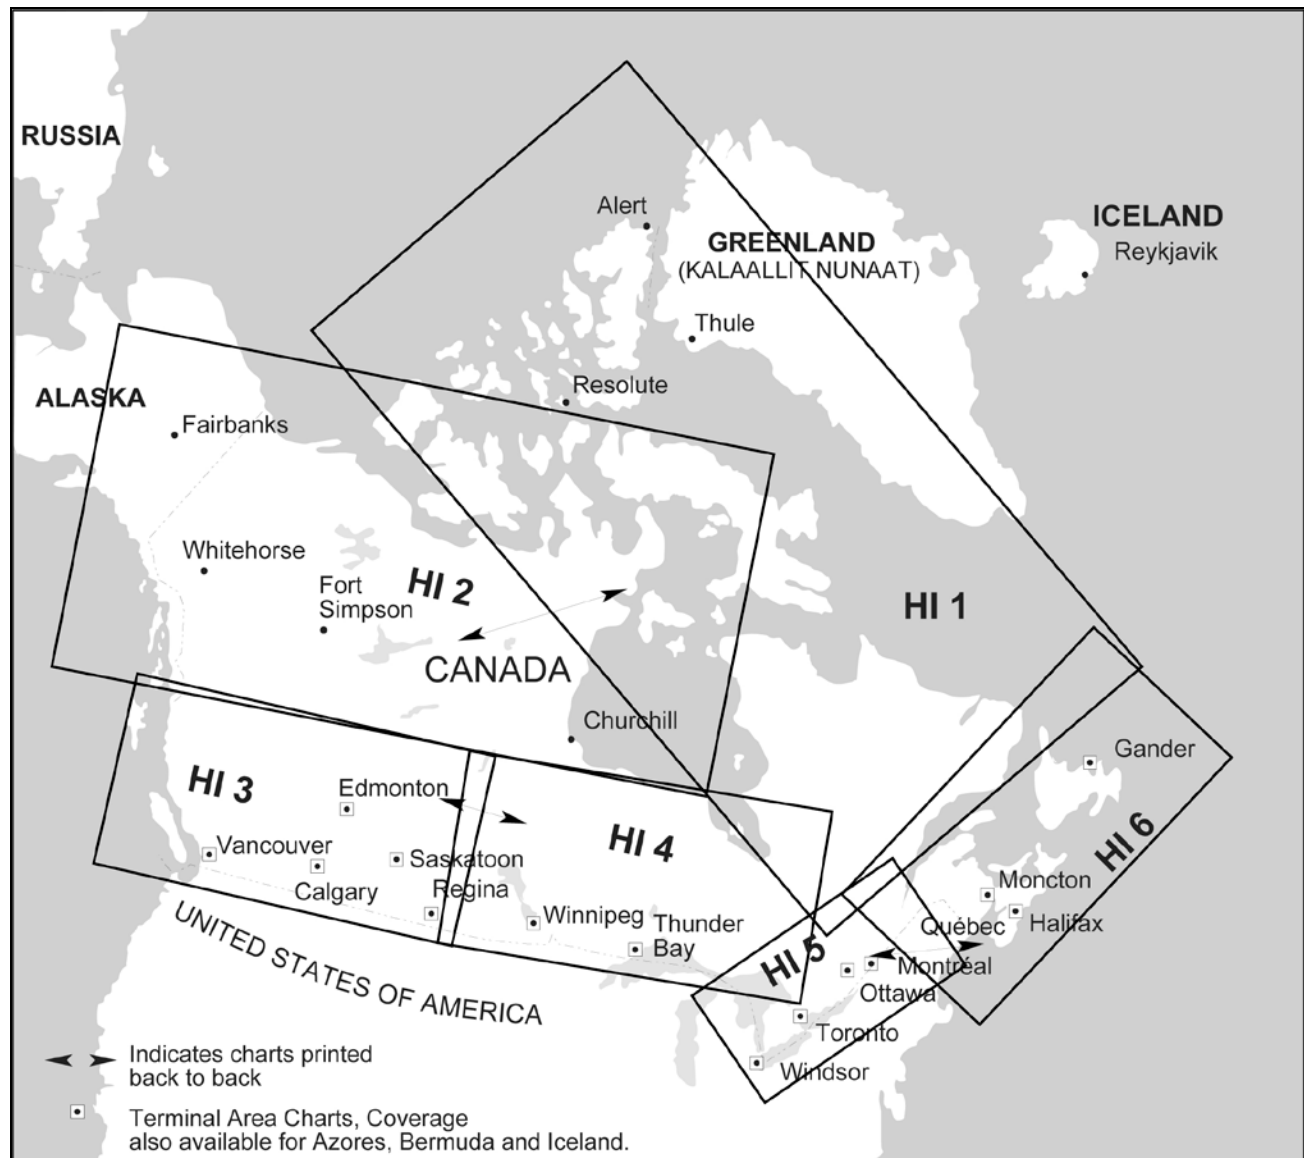 RUSSIA
Alert
ICELAND
Reykjavik
GREENLAND
(KALAALLIT NUNAAT)
Thule
Resolute
ALASKA
Fairbanks
Whitehorse
Fort
Simpson
HI 2
HI 1
CANADA
Churchill
Gander
HI 3
Edmonton
HI 4
HI 6
Vancouver
Saskatoon
Calgary
Regina
Winnipeg
Thunder
Bay
Moncton
Québec
Halifax
HI 5
Montréal
Ottawa
UNITED STATES OF AMERICA
Toronto
Windsor
Indicates charts printed
back to back
Terminal Area Charts, Coverage
also available for Azores, Bermuda and Iceland.